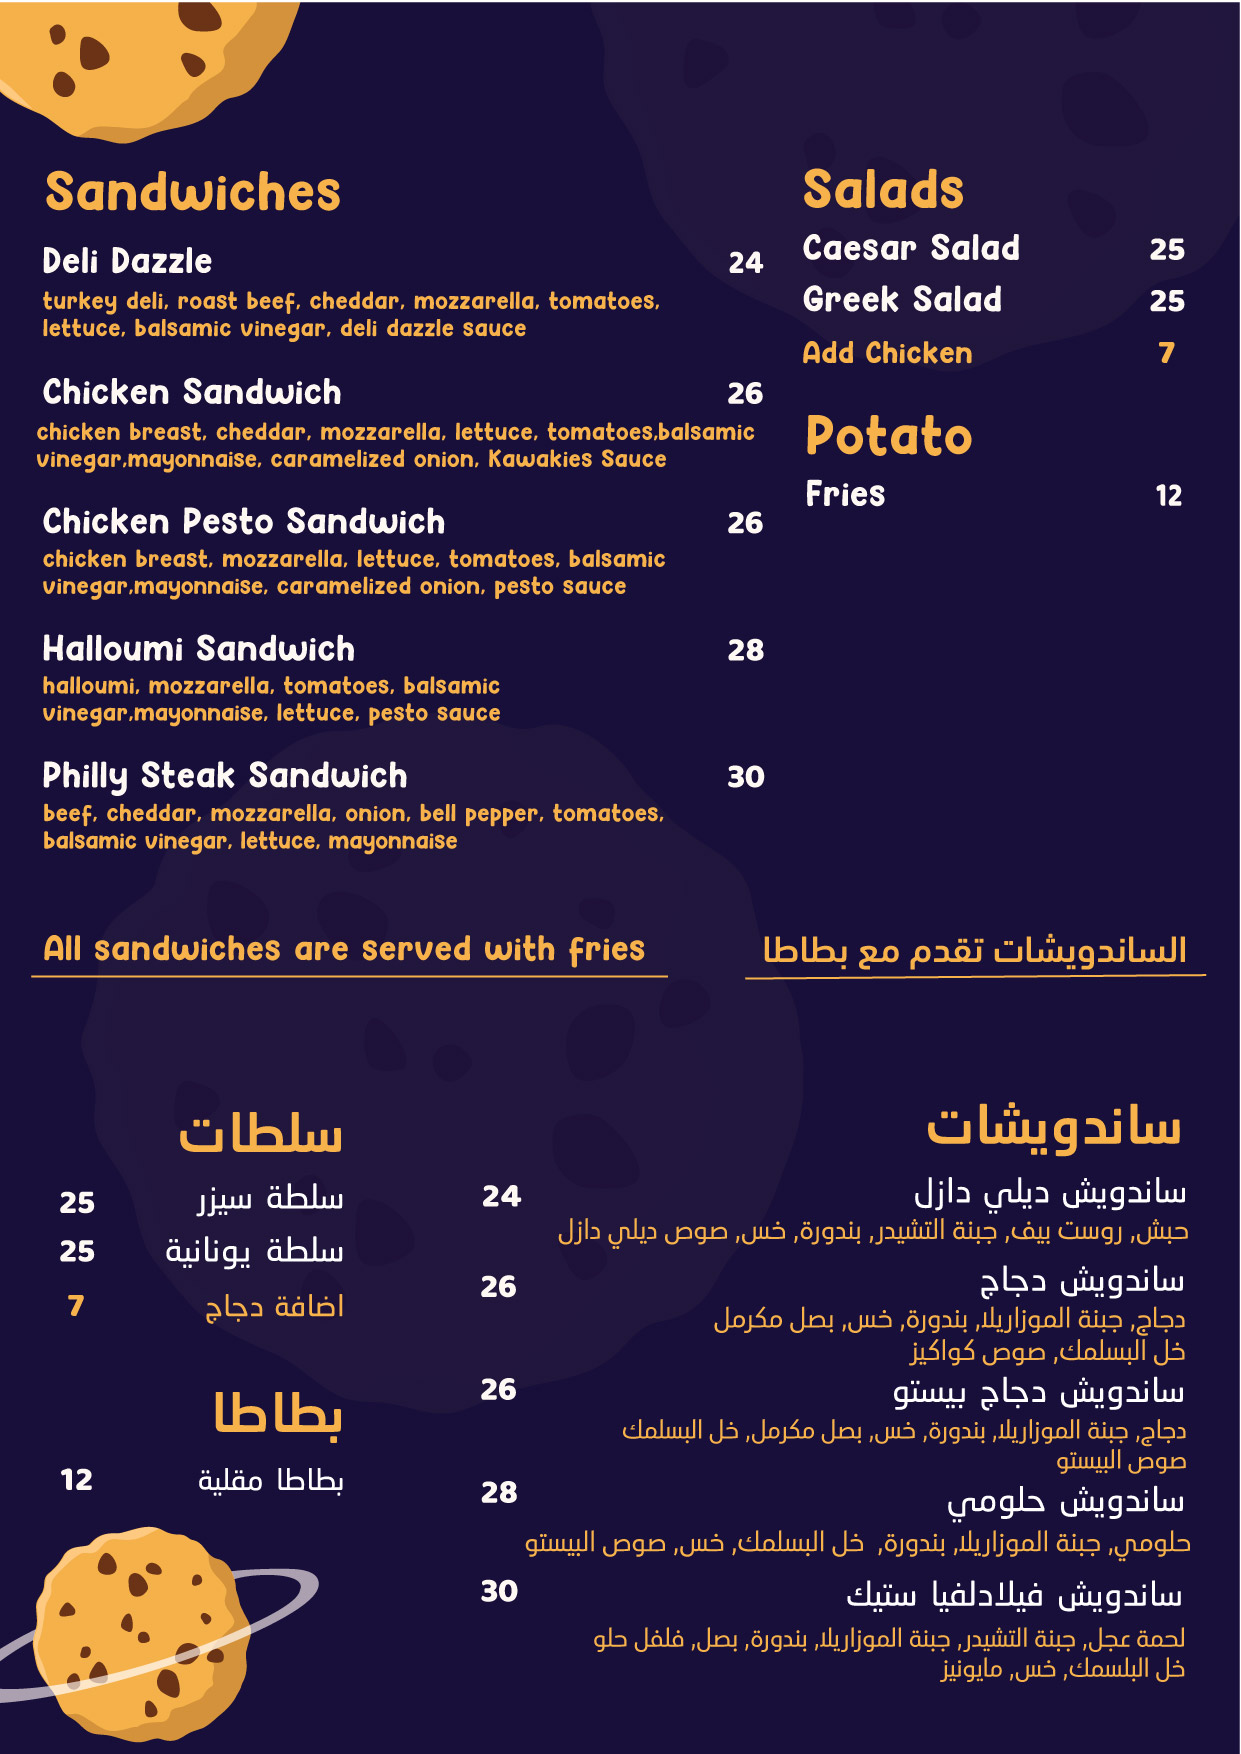 Sandwiches
Deli Dazzle 24
turkey deli, roast beef, cheddar, mozzarella, tomatoes,
lettuce, balsamic vinegar, deli dazzle sauce
Chicken Sandwich 26
chicken breast, cheddar, mozzarella, lettuce, tomatoes,balsamic
vinegar,mayonnaise, caramelized onion, Kawakies Sauce
Chicken Pesto Sandwich 26
chicken breast, mozzarella, lettuce, tomatoes, balsamic
vinegar,mayonnaise, caramelized onion, pesto sauce
Halloumi Sandwich 28
halloumi, mozzarella, tomatoes, balsamic
vinegar,mayonnaise, lettuce, pesto sauce
Philly Steak Sandwich 30
beef, cheddar, mozzarella, onion, bell pepper, tomatoes,
balsamic vinegar, lettuce, mayonnaise
Salads
Caesar Salad 25
Greek Salad 25
Add Chicken 7
Potato
Fries 12
All sandwiches are served with fries
الساندويشات تقدم مع بطاطا
ساندويشات
ساندويش ديلي دازل 24
حبش, روست بيف, جبنة التشيدر, بندورة, خس, صوص ديلي دازل
ساندويش دجاج 26
دجاج, جبنة الموزاريلا, بندورة, خس, بصل مكرمل
خل البسلمك, صوص كواكيز
ساندويش دجاج بيستو 26
دجاج, جبنة الموزاريلا, بندورة, خس, بصل مكرمل, خل البسلمك
صوص البيستو
ساندويش حلومي 28
حلومي, جبنة الموزاريلا, بندورة, خل البسلمك, خس, صوص البيستو
ساندويش فيلادلفيا ستيك 30
لحمة عجل, جبنة التشيدر, جبنة الموزاريلا, بندورة, بصل, فلفل حلو
خل البلسمك, خس, مايونيز
سلطات
سلطة سيزر 25
سلطة يونانية 25
اضافة دجاج 7
بطاطا
بطاطا مقلية 12